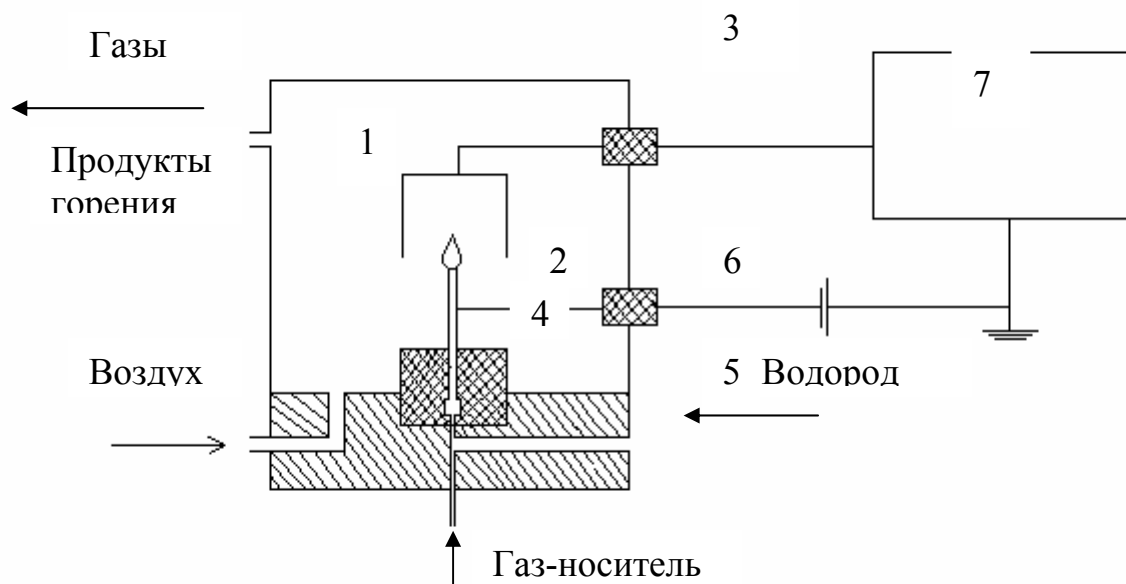 3
Газы
7
1
Продукты
горения
2
6
4
Воздух
5 Водород
Газ-носитель